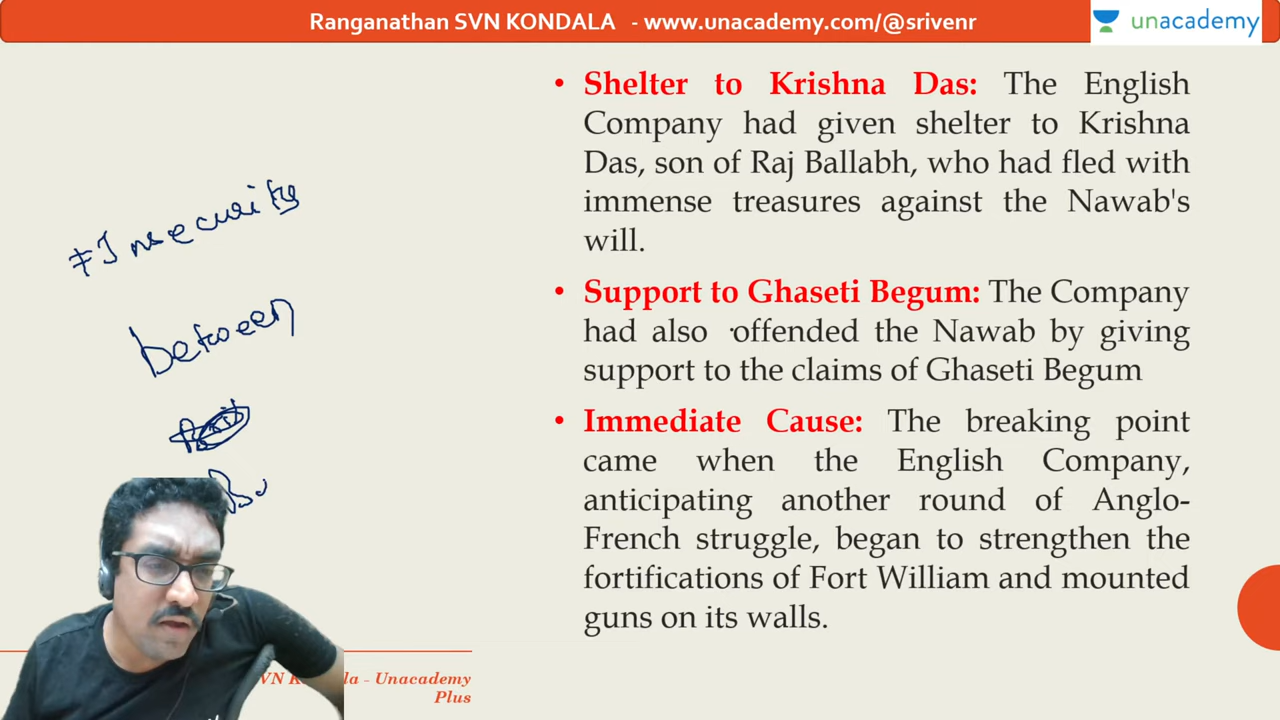 Ranganathan SVN KONDALA - www.unacademy.com/@srivenr
unacademy
• Shelter to Krishna Das: The English
Company had given shelter to Krishna
Das, son of Raj Ballabh, who had fled with
immense treasures against the Nawab's
will.
• Support to Ghaseti Begum: The Company
had also offended the Nawab by giving
support to the claims of Ghaseti Begum
• Immediate Cause: The breaking point
came when the English Company,
anticipating another round of Anglo-
French struggle, began to strengthen the
fortifications of Fort William and mounted
guns on its walls.
Insecurity
between
SVN - Unacademy
Plus